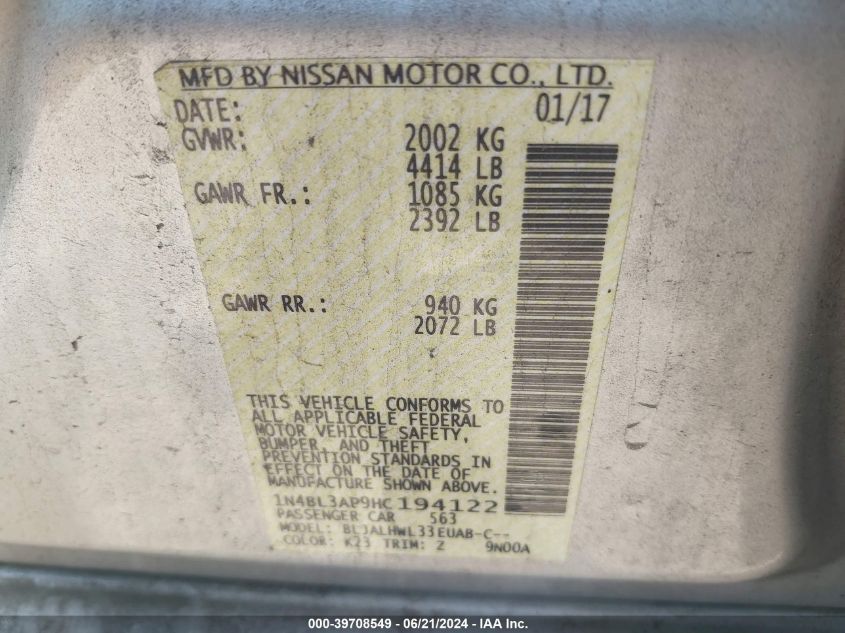 MFD BY NISSAN MOTOR CO., LTD.
DATE: 01/17
GVWR: 2002 KG
4414 LB
GAWR FR.: 1085 KG
2392 LB
GAWR RR.: 940 KG
2072 LB
THIS VEHICLE CONFORMS TO
ALL APPLICABLE FEDERAL
MOTOR VEHICLE SAFETY,
BUMPER, AND THEFT
PREVENTION STANDARDS IN
EFFECT ON THE DATE OF
MANUFACTURE SHOWN ABOVE.
1N4BL3AP9HC194122
PASSENGER CAR 563
MODEL: BLJALHWL33EUAB-C--
COLOR: K23 TRIM: 2 9N00A
000-39708549 - 06/21/2024 - IAA Inc.